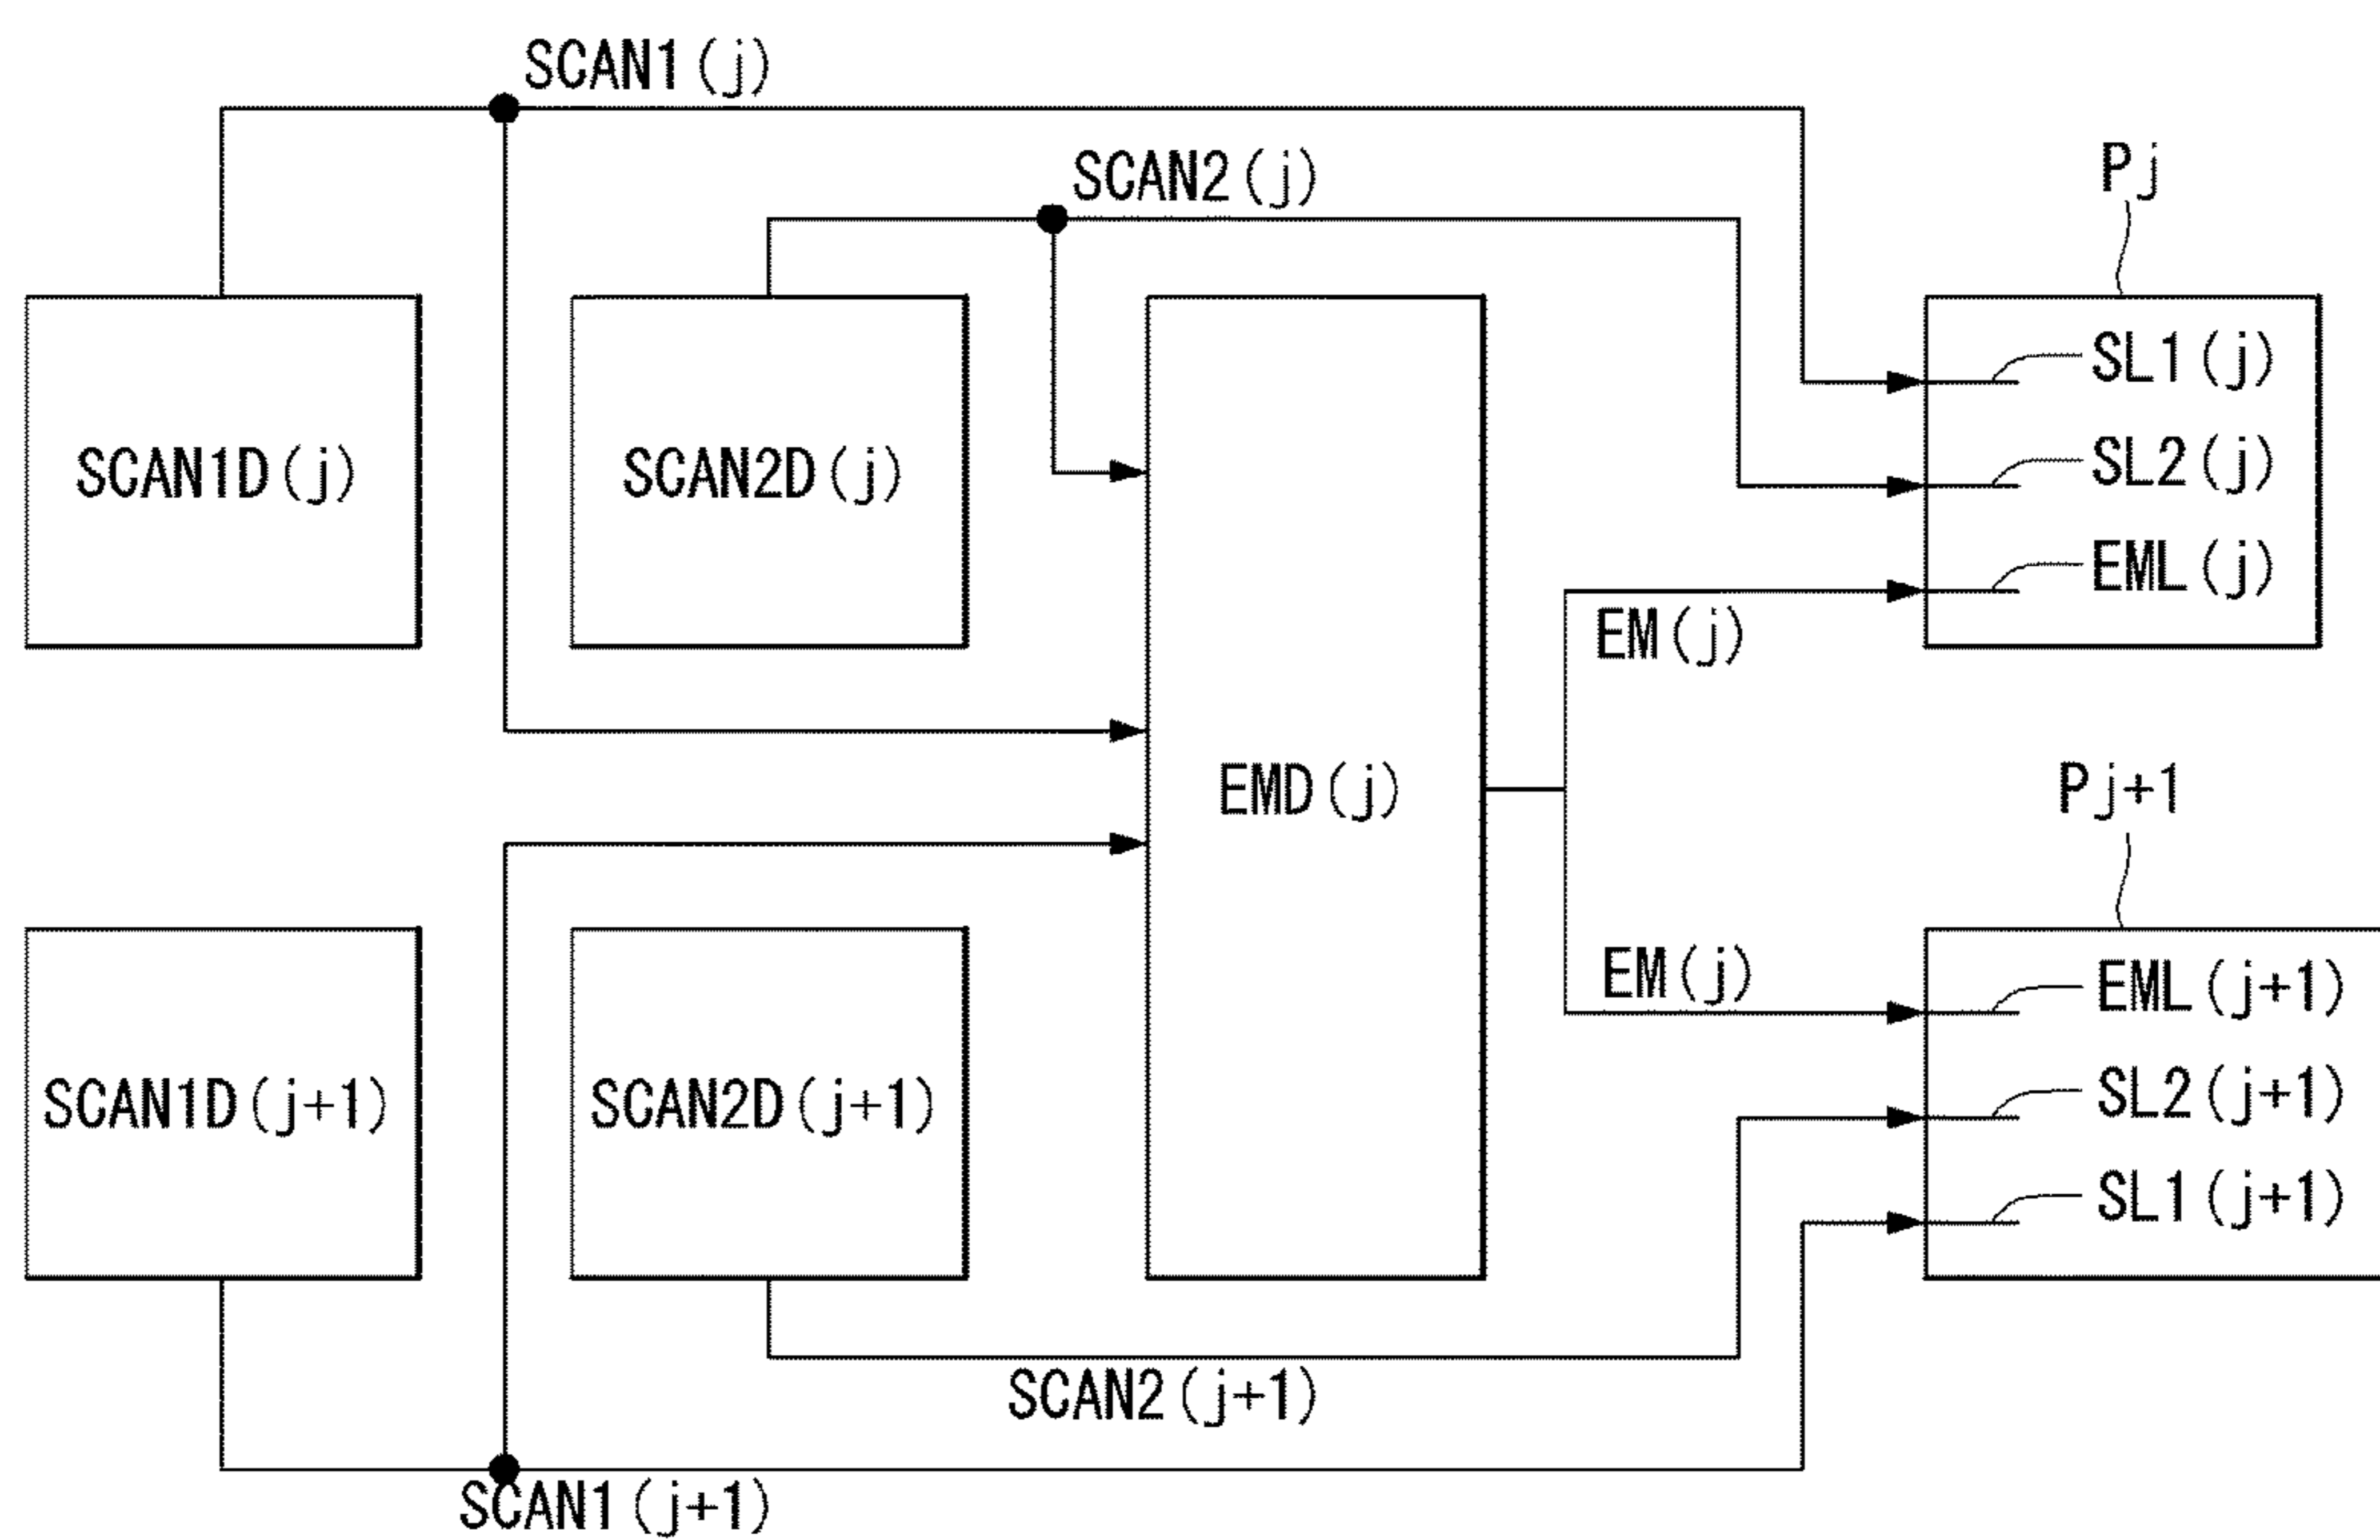 SCAN1(j)
SCAN2(j)
Pj
SL1(j)
SCAN1D(j)
SCAN2D(j)
SL2(j)
EML(j)
EM(j)
EMD(j)
Pj+1
EM(j)
EML(j+1)
SCAN1D(j+1)
SCAN2D(j+1)
SL2(j+1)
SL1(j+1)
SCAN2(j+1)
SCAN1(j+1)